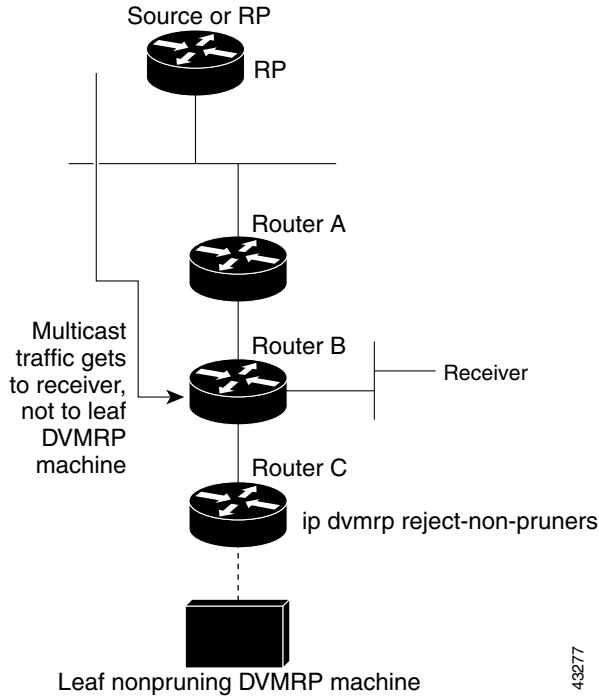 Source or RP
RP
Router A
Router B
Multicast
traffic gets
to receiver,
not to leaf
DVMRP
machine
Receiver
Router C
ip dvmrp reject-non-pruners
Leaf nonpruning DVMRP machine
43277